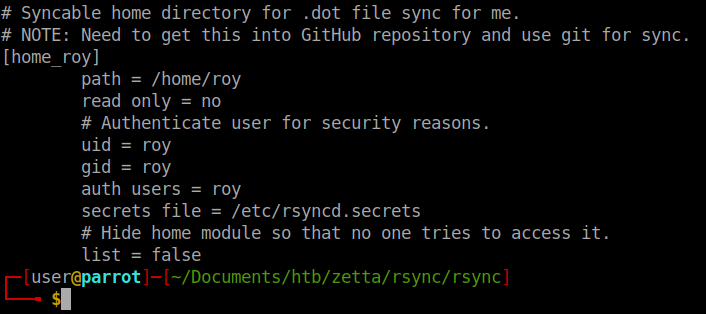 # Syncable home directory for .dot file sync for me.
# NOTE: Need to get this into GitHub repository and use git for sync.
[home_roy]
        path = /home/roy
        read only = no
        # Authenticate user for security reasons.
        uid = roy
        gid = roy
        auth users = roy
        secrets file = /etc/rsyncd.secrets
        # Hide home module so that no one tries to access it.
        list = false
┌─[user@parrot]─[~/Documents/htb/zetta/rsync/rsync]
└──╼ $